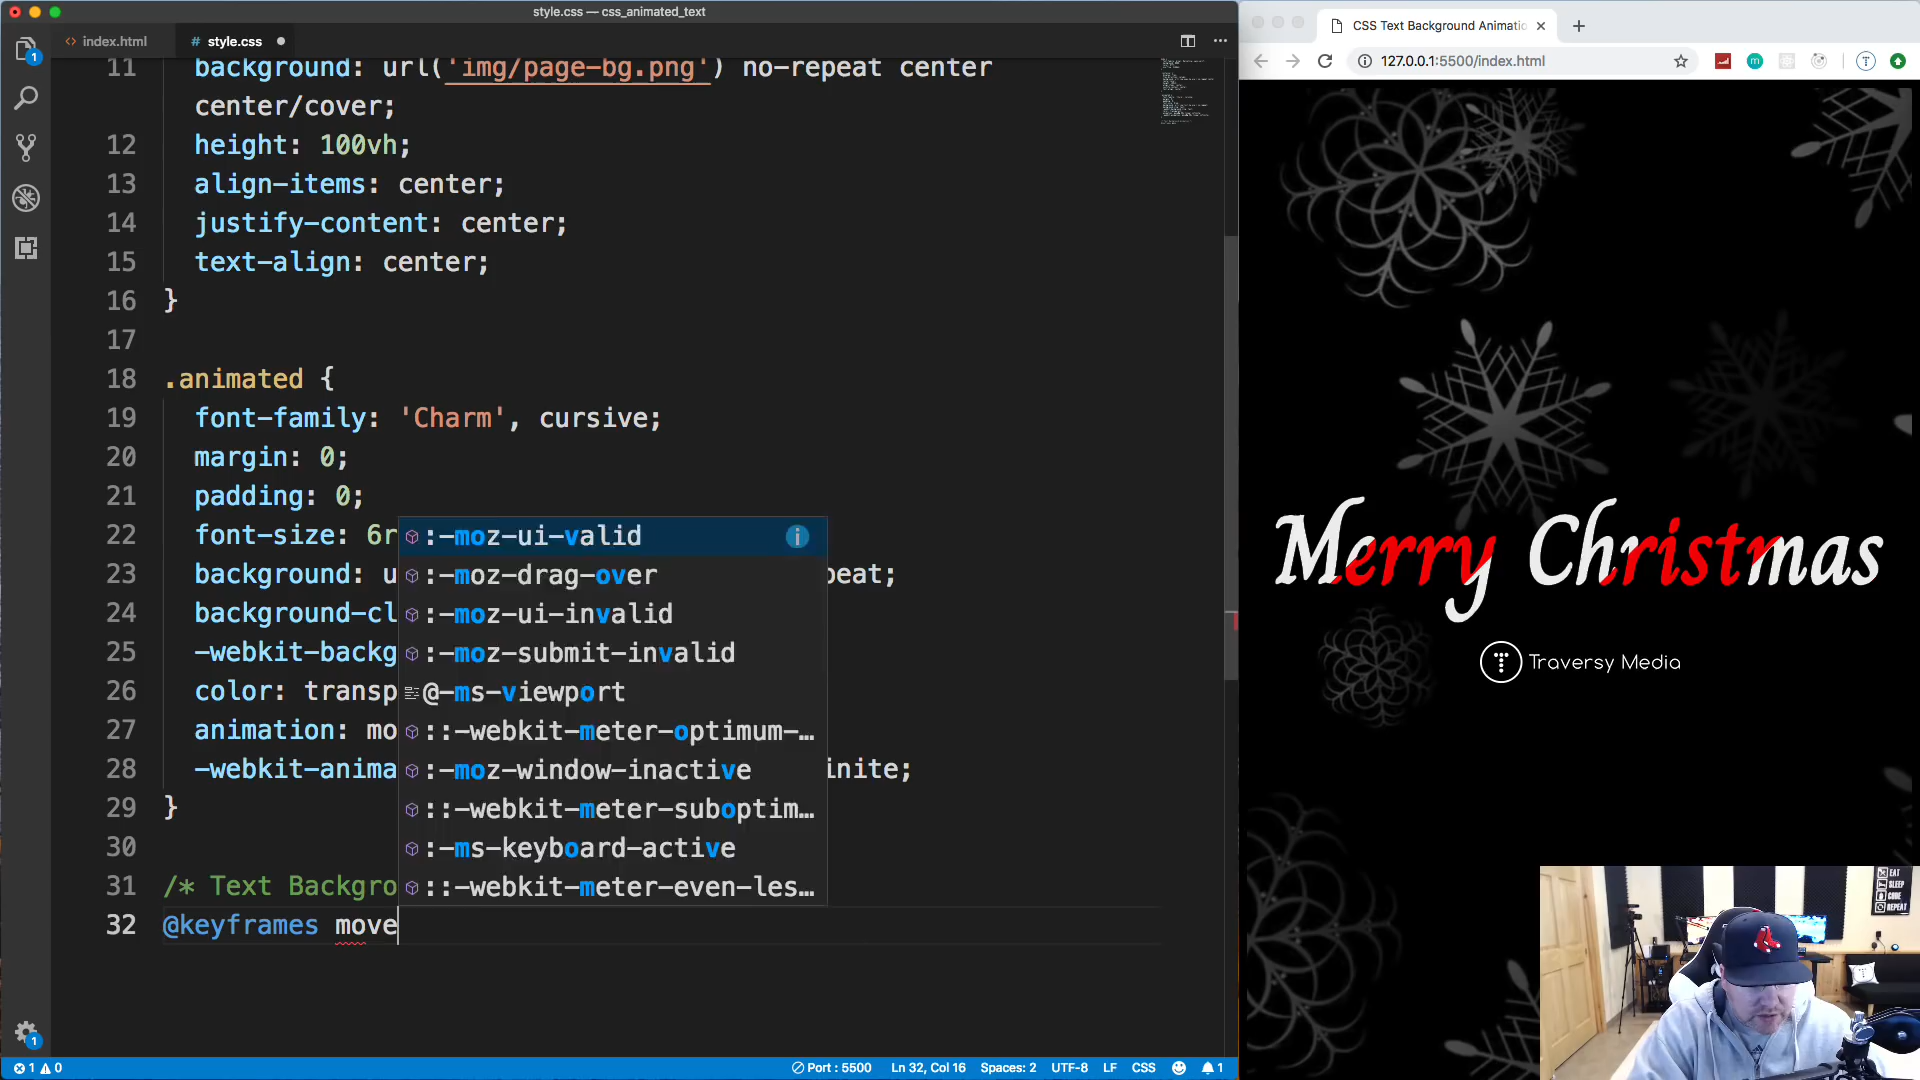 style.css — css_animated_text
index.html
style.css
11 background: url('img/page-bg.png') no-repeat center
center/cover;
12 height: 100vh;
13 align-items: center;
14 justify-content: center;
15 text-align: center;
16 }
17
18 .animated {
19 font-family: 'Charm', cursive;
20 margin: 0;
21 padding: 0;
22 font-size: 6r
23 background: u
24 background-cl
25 -webkit-backg
26 color: transp
27 animation: mo
28 -webkit-anima
29 }
30
31 /* Text Backgro
32 @keyframes move
peat;
inite;
:-moz-ui-valid
:-moz-drag-over
:-moz-ui-invalid
:-moz-submit-invalid
@-ms-viewport
::-webkit-meter-optimum-…
:-moz-window-inactive
::-webkit-meter-suboptim…
:-ms-keyboard-active
::-webkit-meter-even-les…
1
1
1 0
Port : 5500
Ln 32, Col 16
Spaces: 2
UTF-8
LF
CSS
1
CSS Text Background Animatio
127.0.0.1:5500/index.html
Merry Christmas
Traversy Media
EAT
SLEEP
CODE
REPEAT